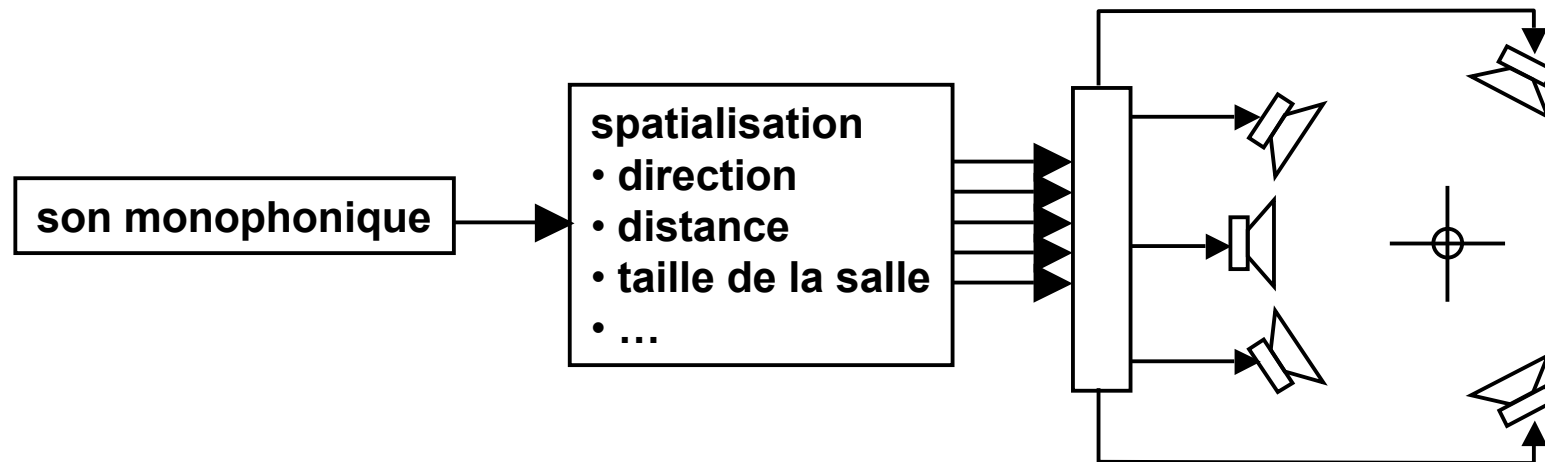 son monophonique
spatialisation
• direction
• distance
• taille de la salle
• …